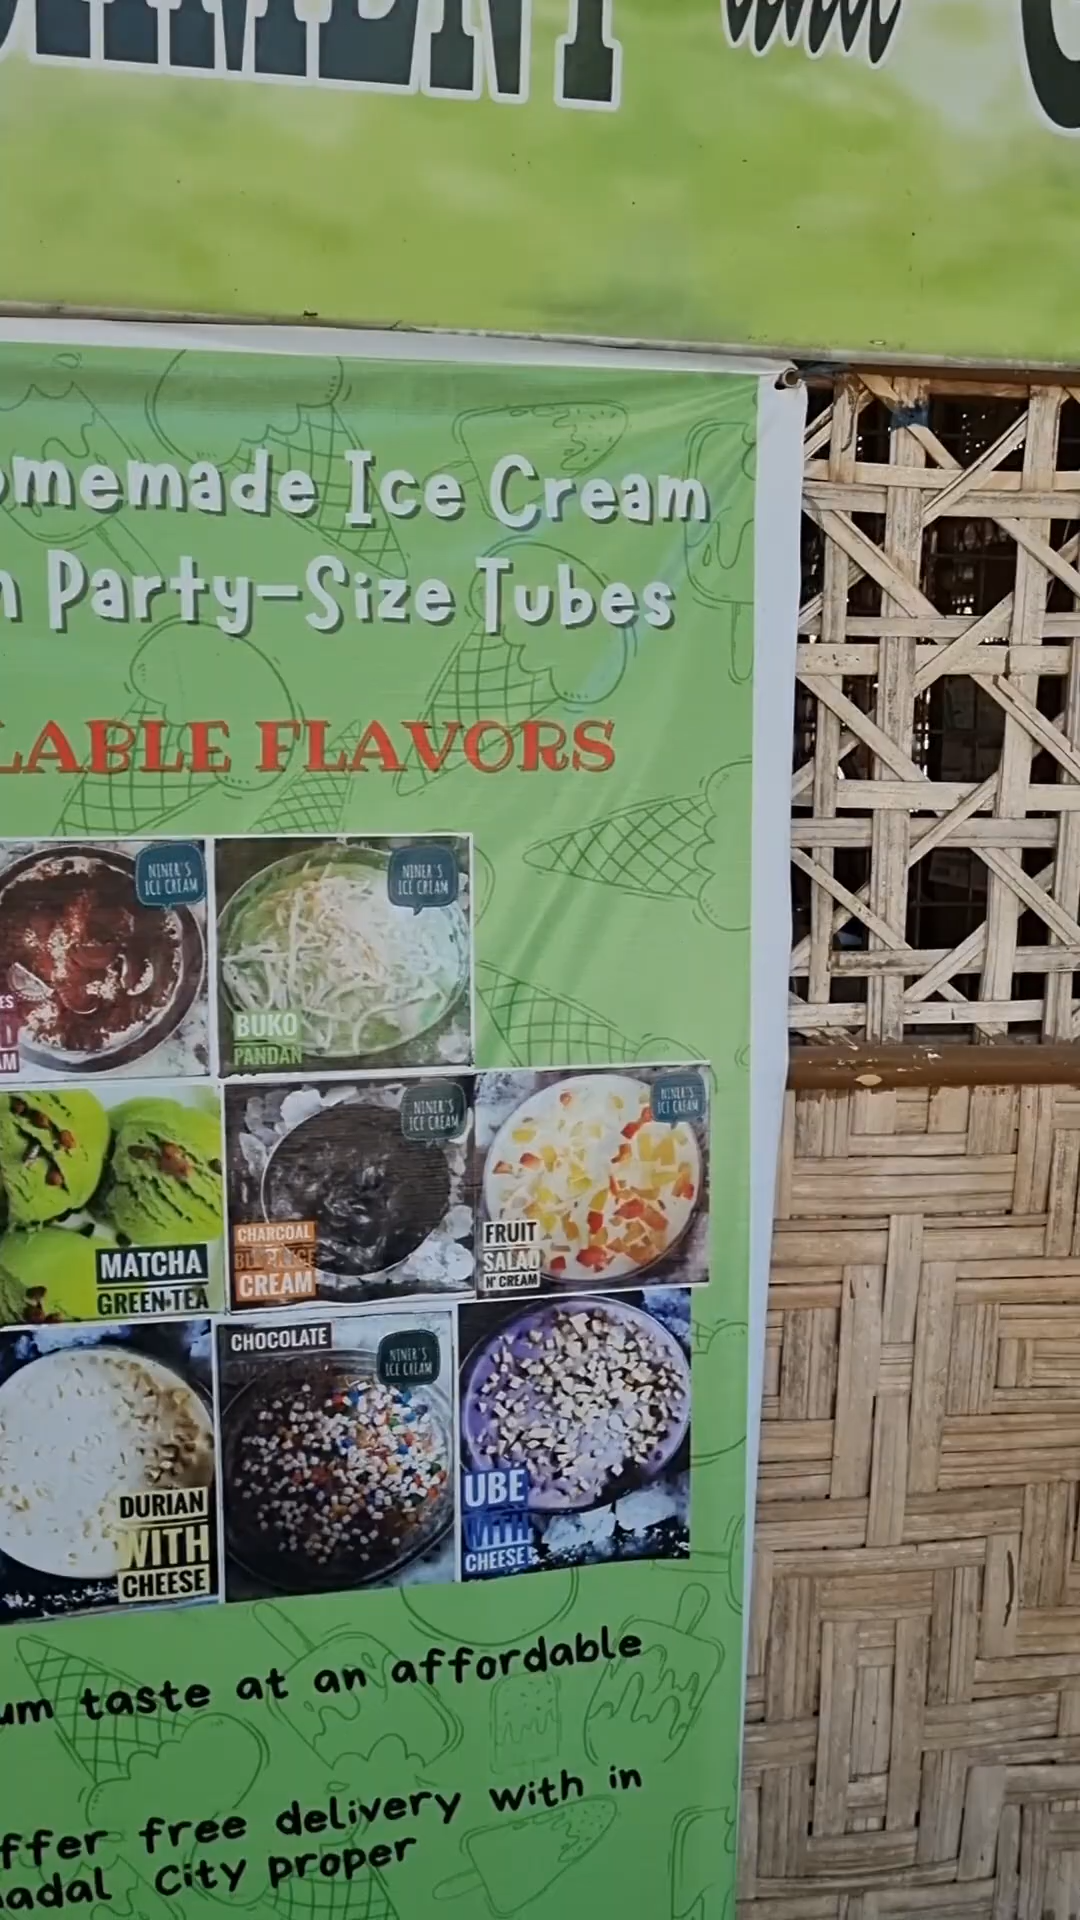 and
omemade Ice Cream
n Party-Size Tubes
LABLE FLAVORS
NINER'S
ICE CREAM
NINER'S
ICE CREAM
BUKO
PANDAN
MATCHA
GREEN TEA
NINER'S
ICE CREAM
CHARCOAL
CREAM
NINER'S
ICE CREAM
FRUIT
SALAD
N' CREAM
DURIAN
WITH
CHEESE
CHOCOLATE
NINER'S
ICE CREAM
UBE
WITH
CHEESE
um taste at an affordable
ffer free delivery with in
adal City proper